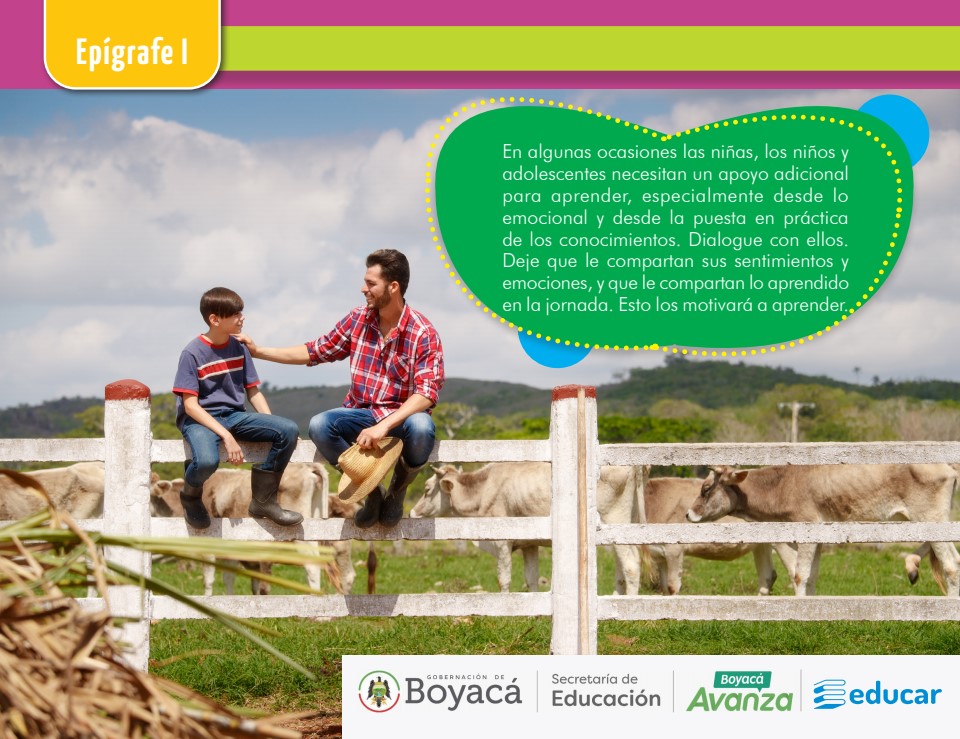 Epígrafe I
En algunas ocasiones las niñas, los niños y
adolescentes necesitan un apoyo adicional
para aprender, especialmente desde lo
emocional y desde la puesta en práctica
de los conocimientos. Dialogue con ellos.
Deje que le compartan sus sentimientos y
emociones, y que le compartan lo aprendido
en la jornada. Esto los motivará a aprender.
GOBERNACIÓN DE
Boyacá
Secretaría de
Educación
Boyacá
Avanza
educar